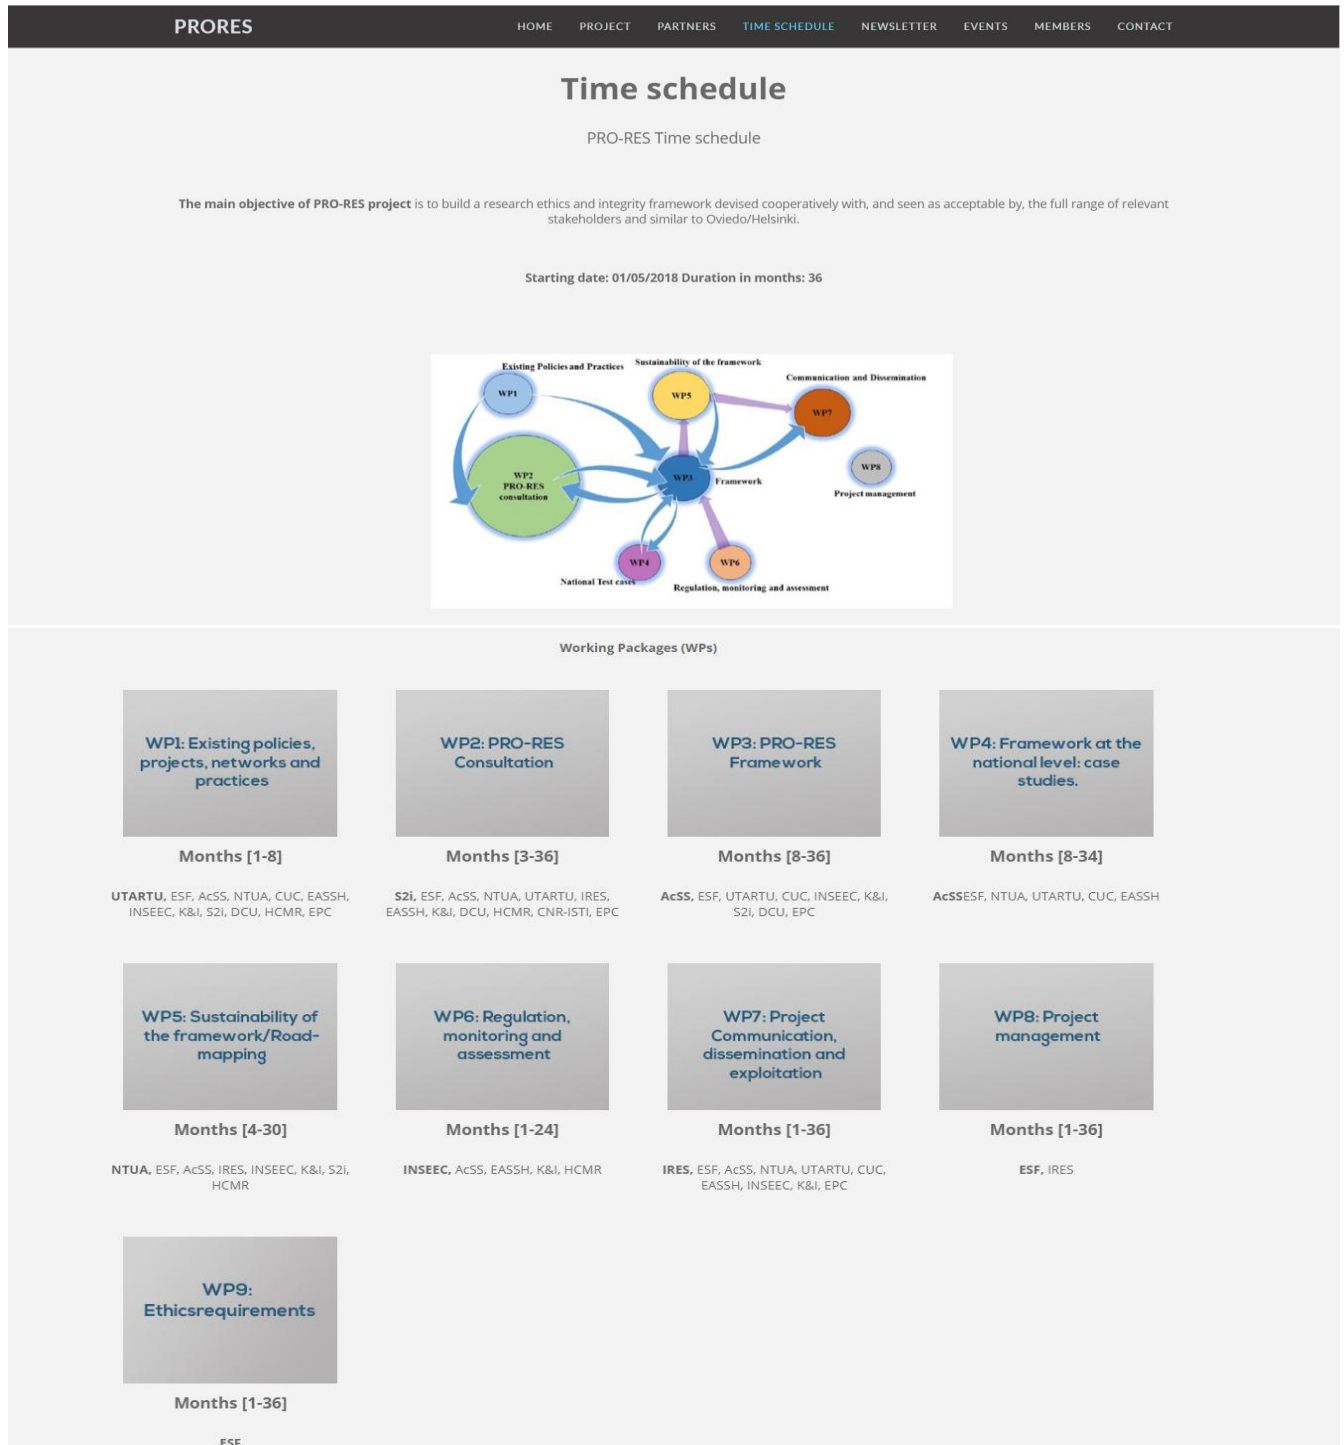 PRORES
HOME PROJECT PARTNERS TIME SCHEDULE NEWSLETTER EVENTS MEMBERS CONTACT
Time schedule
PRO-RES Time schedule
The main objective of PRO-RES project is to build a research ethics and integrity framework devised cooperatively with, and seen as acceptable by, the full range of relevant
stakeholders and similar to Oviedo/Helsinki.
Starting date: 01/05/2018 Duration in months: 36
Existing Policies and Practices
Sustainability of the framework
Communication and Dissemination
WP1
WP5
WP7
WP2
PRO-RES
consultation
WP3
Framework
WP8
Project management
WP4
National Test cases
WP6
Regulation, monitoring and assessment
Working Packages (WPs)
WP1: Existing policies,
projects, networks and
practices
Months [1-8]
UTARTU, ESF, AcSS, NTUA, CUC, EASSH,
INSEEC, K&I, S2i, DCU, HCMR, EPC
WP2: PRO-RES
Consultation
Months [3-36]
S2i, ESF, AcSS, NTUA, UTARTU, IRES,
EASSH, K&I, DCU, HCMR, CNR-ISTI, EPC
WP3: PRO-RES
Framework
Months [8-36]
AcSS, ESF, UTARTU, CUC, INSEEC, K&I,
S2i, DCU, EPC
WP4: Framework at the
national level: case
studies.
Months [8-34]
AcSSESF, NTUA, UTARTU, CUC, EASSH
WP5: Sustainability of
the framework/Road-
mapping
Months [4-30]
NTUA, ESF, AcSS, IRES, INSEEC, K&I, S2i,
HCMR
WP6: Regulation,
monitoring and
assessment
Months [1-24]
INSEEC, AcSS, EASSH, K&I, HCMR
WP7: Project
Communication,
dissemination and
exploitation
Months [1-36]
IRES, ESF, AcSS, NTUA, UTARTU, CUC,
EASSH, INSEEC, K&I, EPC
WP8: Project
management
Months [1-36]
ESF, IRES
WP9:
Ethicsrequirements
Months [1-36]
ESF